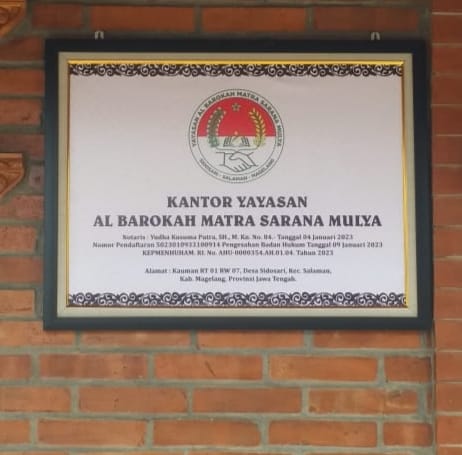 YAYASAN AL BAROKAH MATRA SARANA MULYA
SIDOSARI - SALAMAN - MAGELANG
KANTOR YAYASAN
AL BAROKAH MATRA SARANA MULYA
Notaris : Yudha Kusuma Putra, SH., M. Kn. No. 04.- Tanggal 04 Januari 2023
Nomor Pendaftaran 5023010933100914 Pengesahan Badan Hukum Tanggal 09 Januari 2023
KEPMENHUHAM. RI. No. AHU-0000354.AH.01.04. Tahun 2023
Alamat : Kauman RT 01 RW 07, Desa Sidosari, Kec. Salaman,
Kab. Magelang, Provinsi Jawa Tengah.